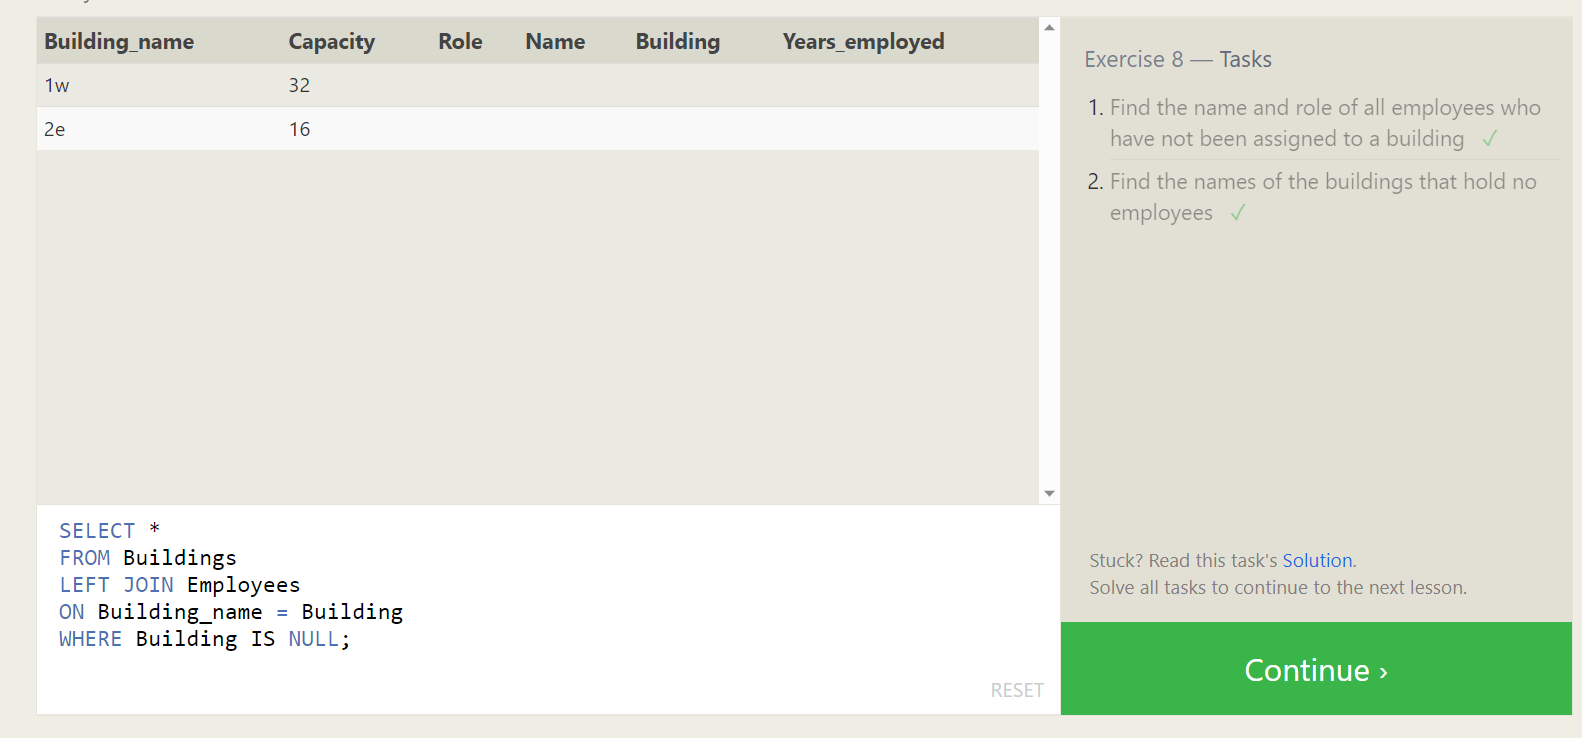 Building_name Capacity Role Name Building Years_employed
1w 32
2e 16
SELECT *
FROM Buildings
LEFT JOIN Employees
ON Building_name = Building
WHERE Building IS NULL;
RESET
Exercise 8 — Tasks
1. Find the name and role of all employees who
have not been assigned to a building ✓
2. Find the names of the buildings that hold no
employees ✓
Stuck? Read this task's Solution.
Solve all tasks to continue to the next lesson.
Continue ›